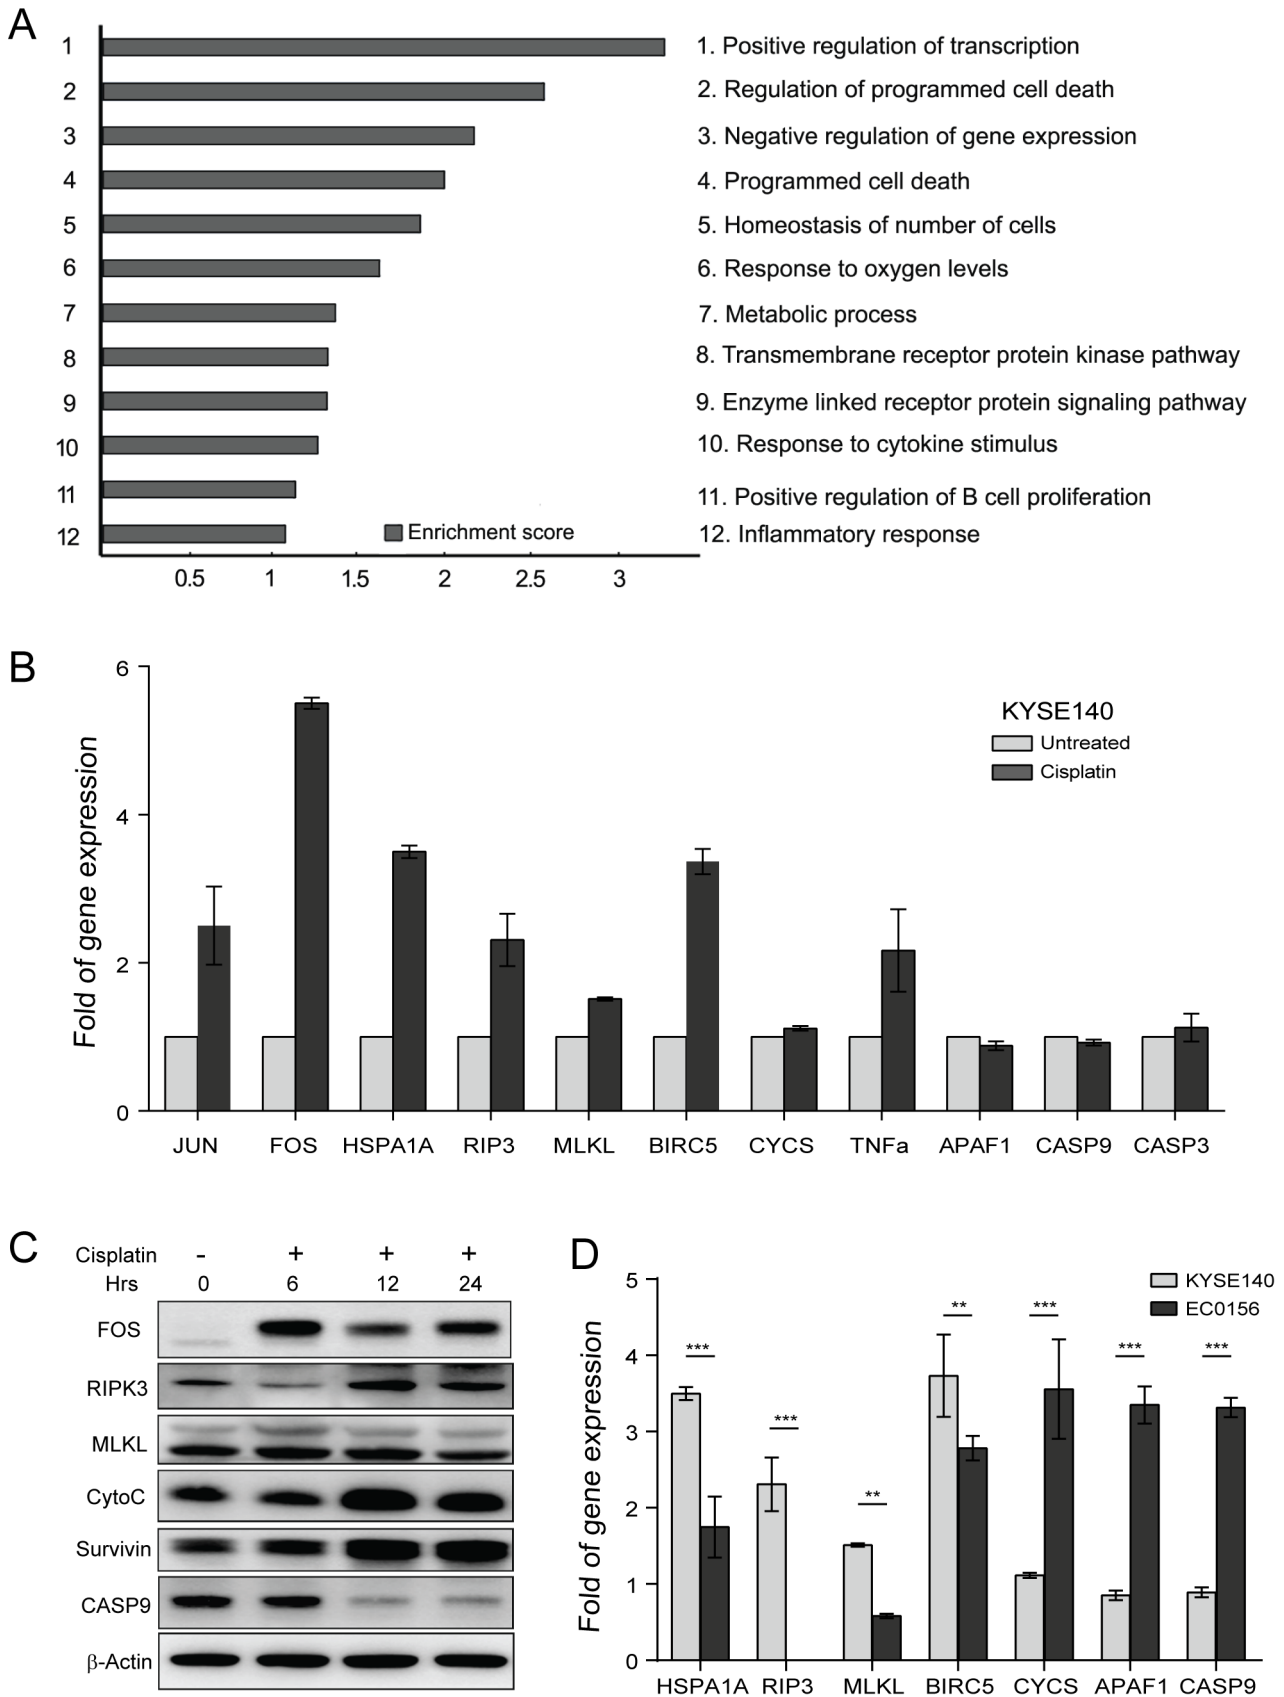 A
1 1. Positive regulation of transcription
2 2. Regulation of programmed cell death
3 3. Negative regulation of gene expression
4 4. Programmed cell death
5 5. Homeostasis of number of cells
6 6. Response to oxygen levels
7 7. Metabolic process
8 8. Transmembrane receptor protein kinase pathway
9 9. Enzyme linked receptor protein signaling pathway
10 10. Response to cytokine stimulus
11 11. Positive regulation of B cell proliferation
12 Enrichment score 12. Inflammatory response
0.5 1 1.5 2 2.5 3
B
Fold of gene expression
6
4
2
0
KYSE140
Untreated
Cisplatin
JUN FOS HSPA1A RIP3 MLKL BIRC5 CYCS TNFa APAF1 CASP9 CASP3
C
Cisplatin - + + +
Hrs 0 6 12 24
FOS
RIPK3
MLKL
CytoC
Survivin
CASP9
β-Actin
D
Fold of gene expression
5
4
3
2
1
0
KYSE140
EC0156
*** *** ** ** *** *** ***
HSPA1A RIP3 MLKL BIRC5 CYCS APAF1 CASP9